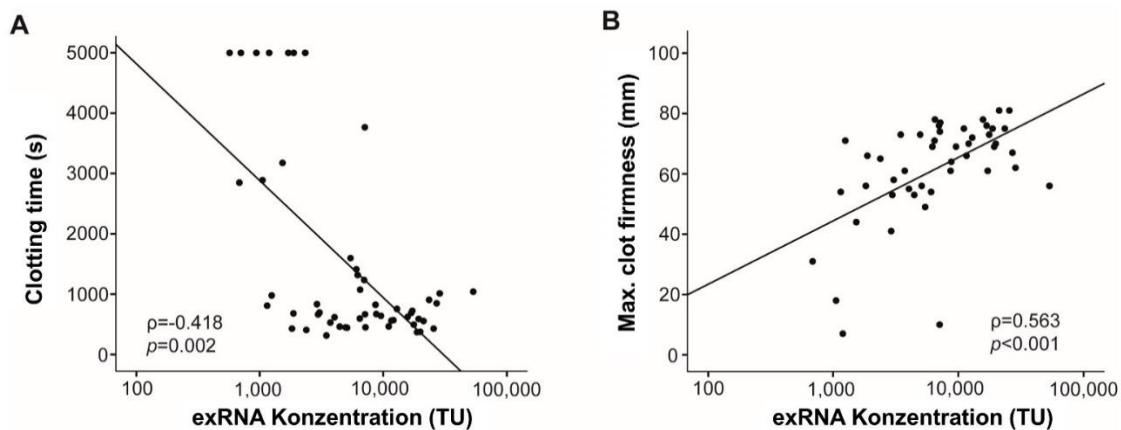 A
Clotting time (s)
5000
4000
3000
2000
1000
0
ρ=-0.418
p=0.002
100
1,000
10,000
100,000
exRNA Konzentration (TU)
B
Max. clot firmness (mm)
100
80
60
40
20
0
ρ=0.563
p<0.001
100
1,000
10,000
100,000
exRNA Konzentration (TU)